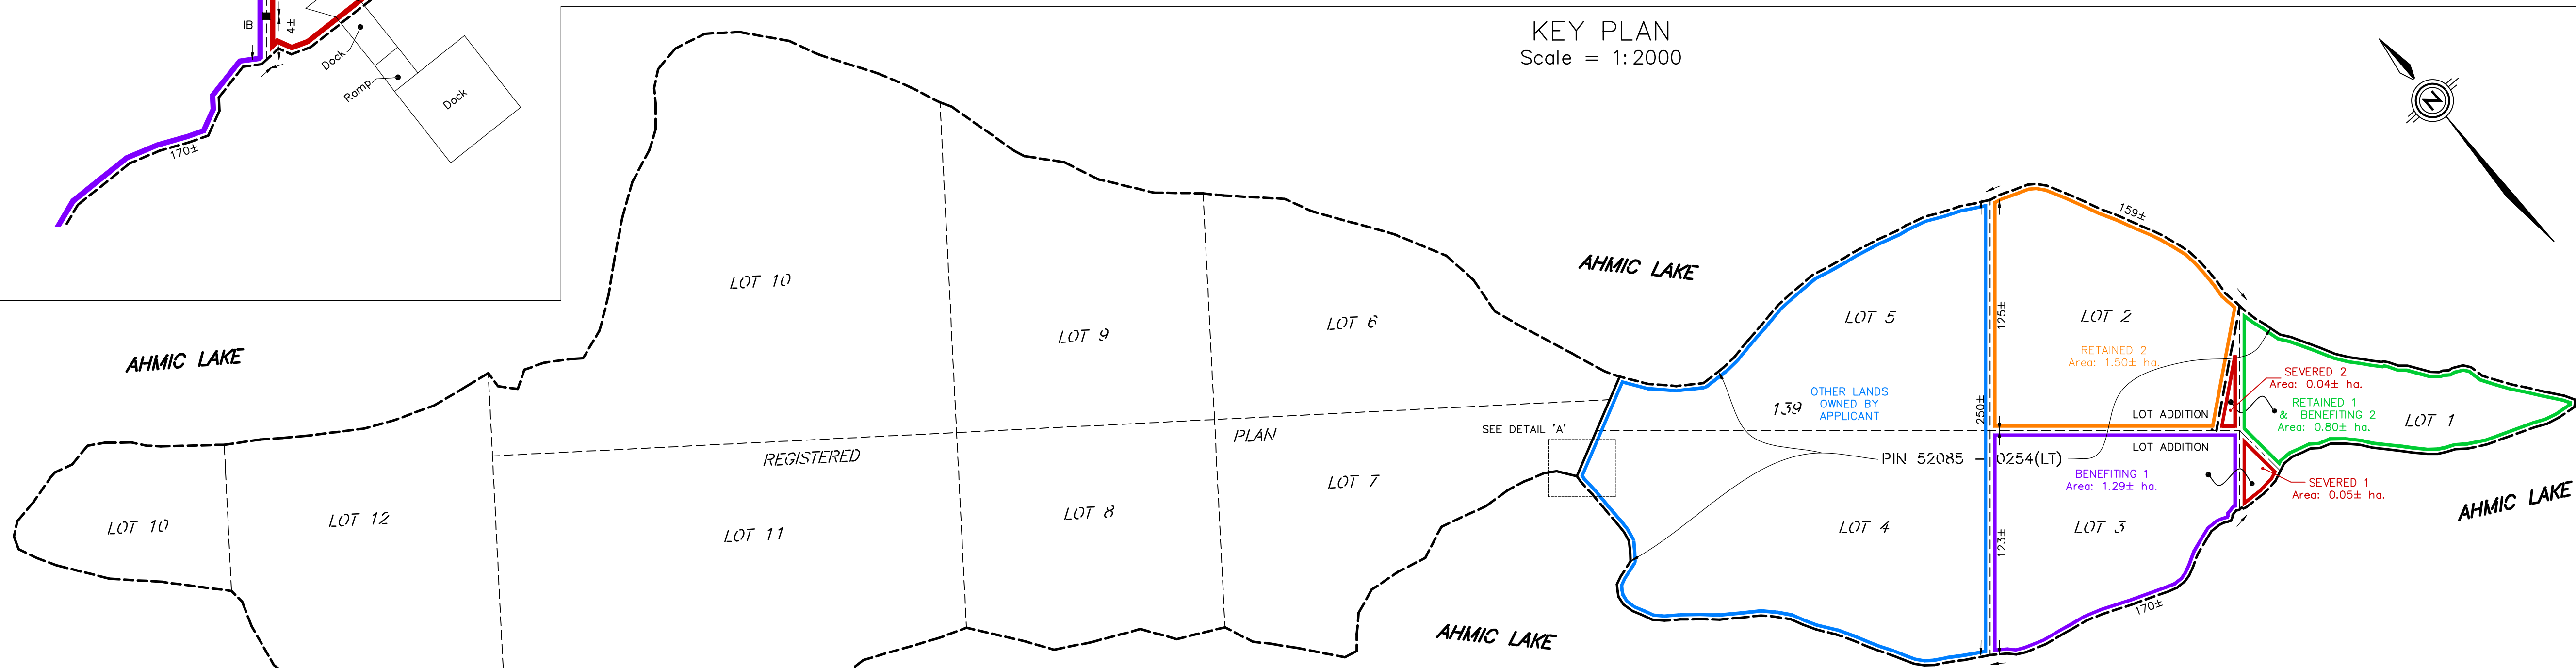 KEY PLAN
Scale = 1:2000
IB
4±
Dock
Ramp
Dock
170±
N
AHMIC LAKE
AHMIC LAKE
LOT 10
LOT 9
LOT 6
LOT 5
LOT 2
159±
125±
RETAINED 2
Area: 1.50± ha.
SEVERED 2
Area: 0.04± ha.
OTHER LANDS
OWNED BY
APPLICANT
139
250±
RETAINED 1
& BENEFITING 2
Area: 0.80± ha.
LOT 1
LOT ADDITION
SEE DETAIL 'A'
REGISTERED
PLAN
LOT ADDITION
PIN 52085 - 0254(LT)
BENEFITING 1
Area: 1.29± ha.
SEVERED 1
Area: 0.05± ha.
AHMIC LAKE
LOT 10
LOT 12
LOT 11
LOT 8
LOT 7
LOT 4
LOT 3
123±
170±
AHMIC LAKE